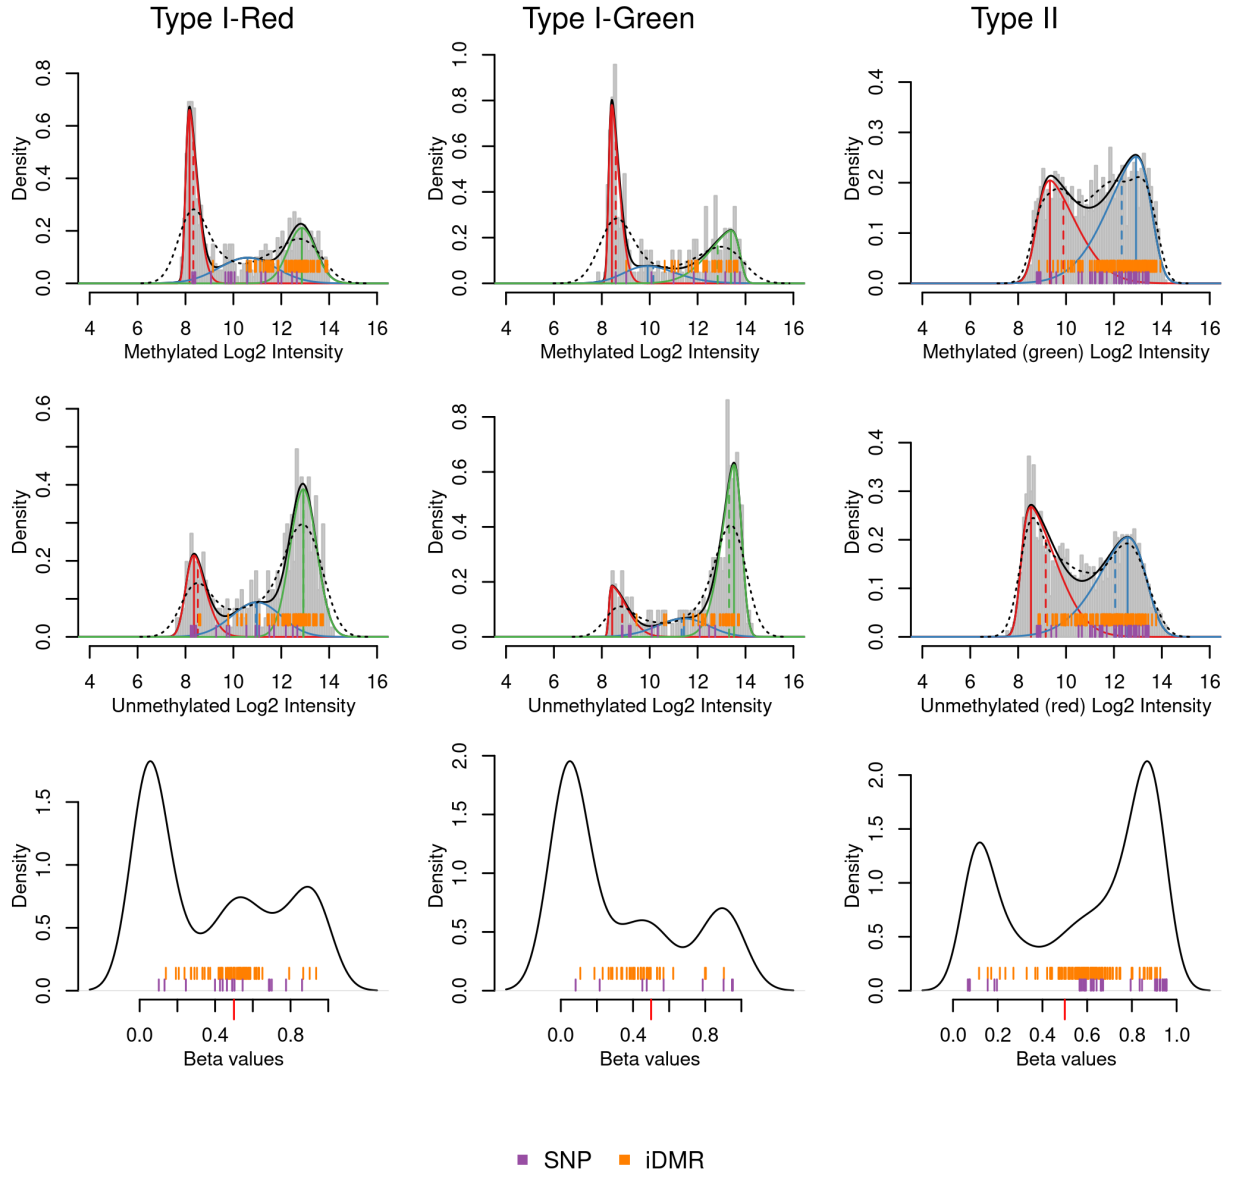 Type I-Red Type I-Green Type II
Density
0.0 0.2 0.4 0.6 0.8
4 6 8 10 12 14 16
Methylated Log2 Intensity
Density
0.0 0.2 0.4 0.6 0.8 1.0
4 6 8 10 12 14 16
Methylated Log2 Intensity
Density
0.0 0.1 0.2 0.3 0.4
4 6 8 10 12 14 16
Methylated (green) Log2 Intensity
Density
0.0 0.2 0.4 0.6
4 6 8 10 12 14 16
Unmethylated Log2 Intensity
Density
0.0 0.2 0.4 0.6 0.8
4 6 8 10 12 14 16
Unmethylated Log2 Intensity
Density
0.0 0.1 0.2 0.3 0.4
4 6 8 10 12 14 16
Unmethylated (red) Log2 Intensity
Density
0.0 0.5 1.0 1.5
0.0 0.4 0.8
Beta values
Density
0.0 0.5 1.0 1.5 2.0
0.0 0.4 0.8
Beta values
Density
0.0 0.5 1.0 1.5 2.0
0.0 0.2 0.4 0.6 0.8 1.0
Beta values
SNP iDMR